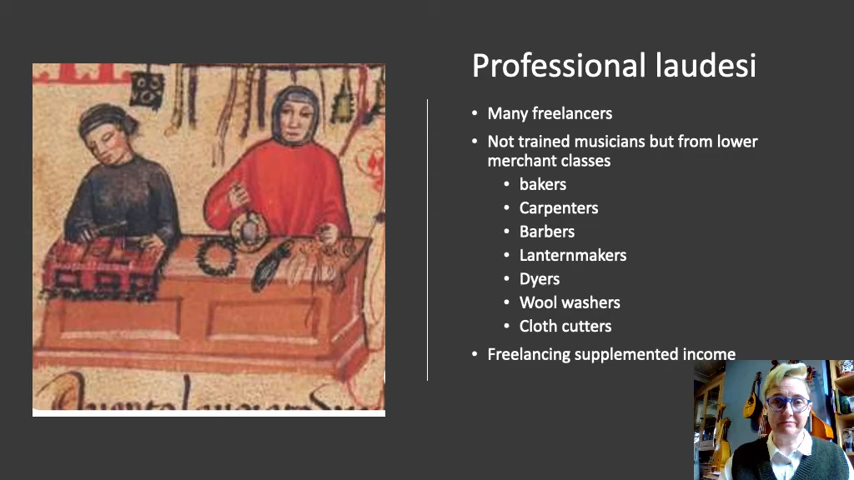 Professional laudesi
• Many freelancers
• Not trained musicians but from lower
merchant classes
• bakers
• Carpenters
• Barbers
• Lanternmakers
• Dyers
• Wool washers
• Cloth cutters
• Freelancing supplemented income